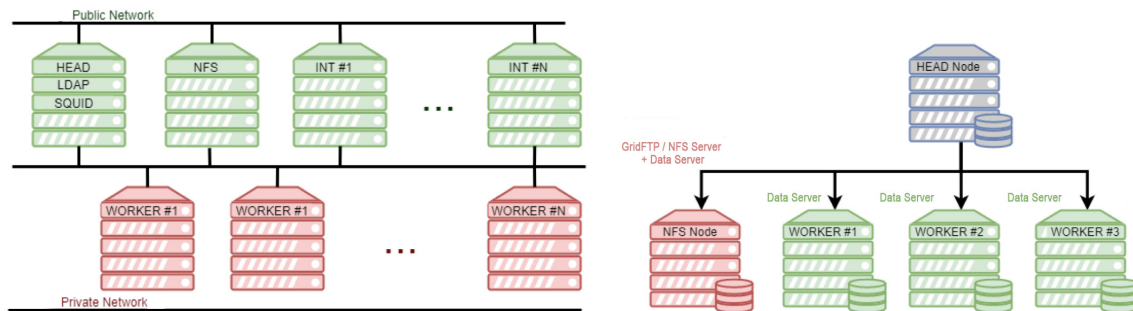 Public Network
HEAD
LDAP
SQUID
NFS
INT #1
...
INT #N
WORKER #1
WORKER #1
...
WORKER #N
Private Network
HEAD Node
GridFTP / NFS Server
+ Data Server
Data Server
Data Server
Data Server
NFS Node
WORKER #1
WORKER #2
WORKER #3